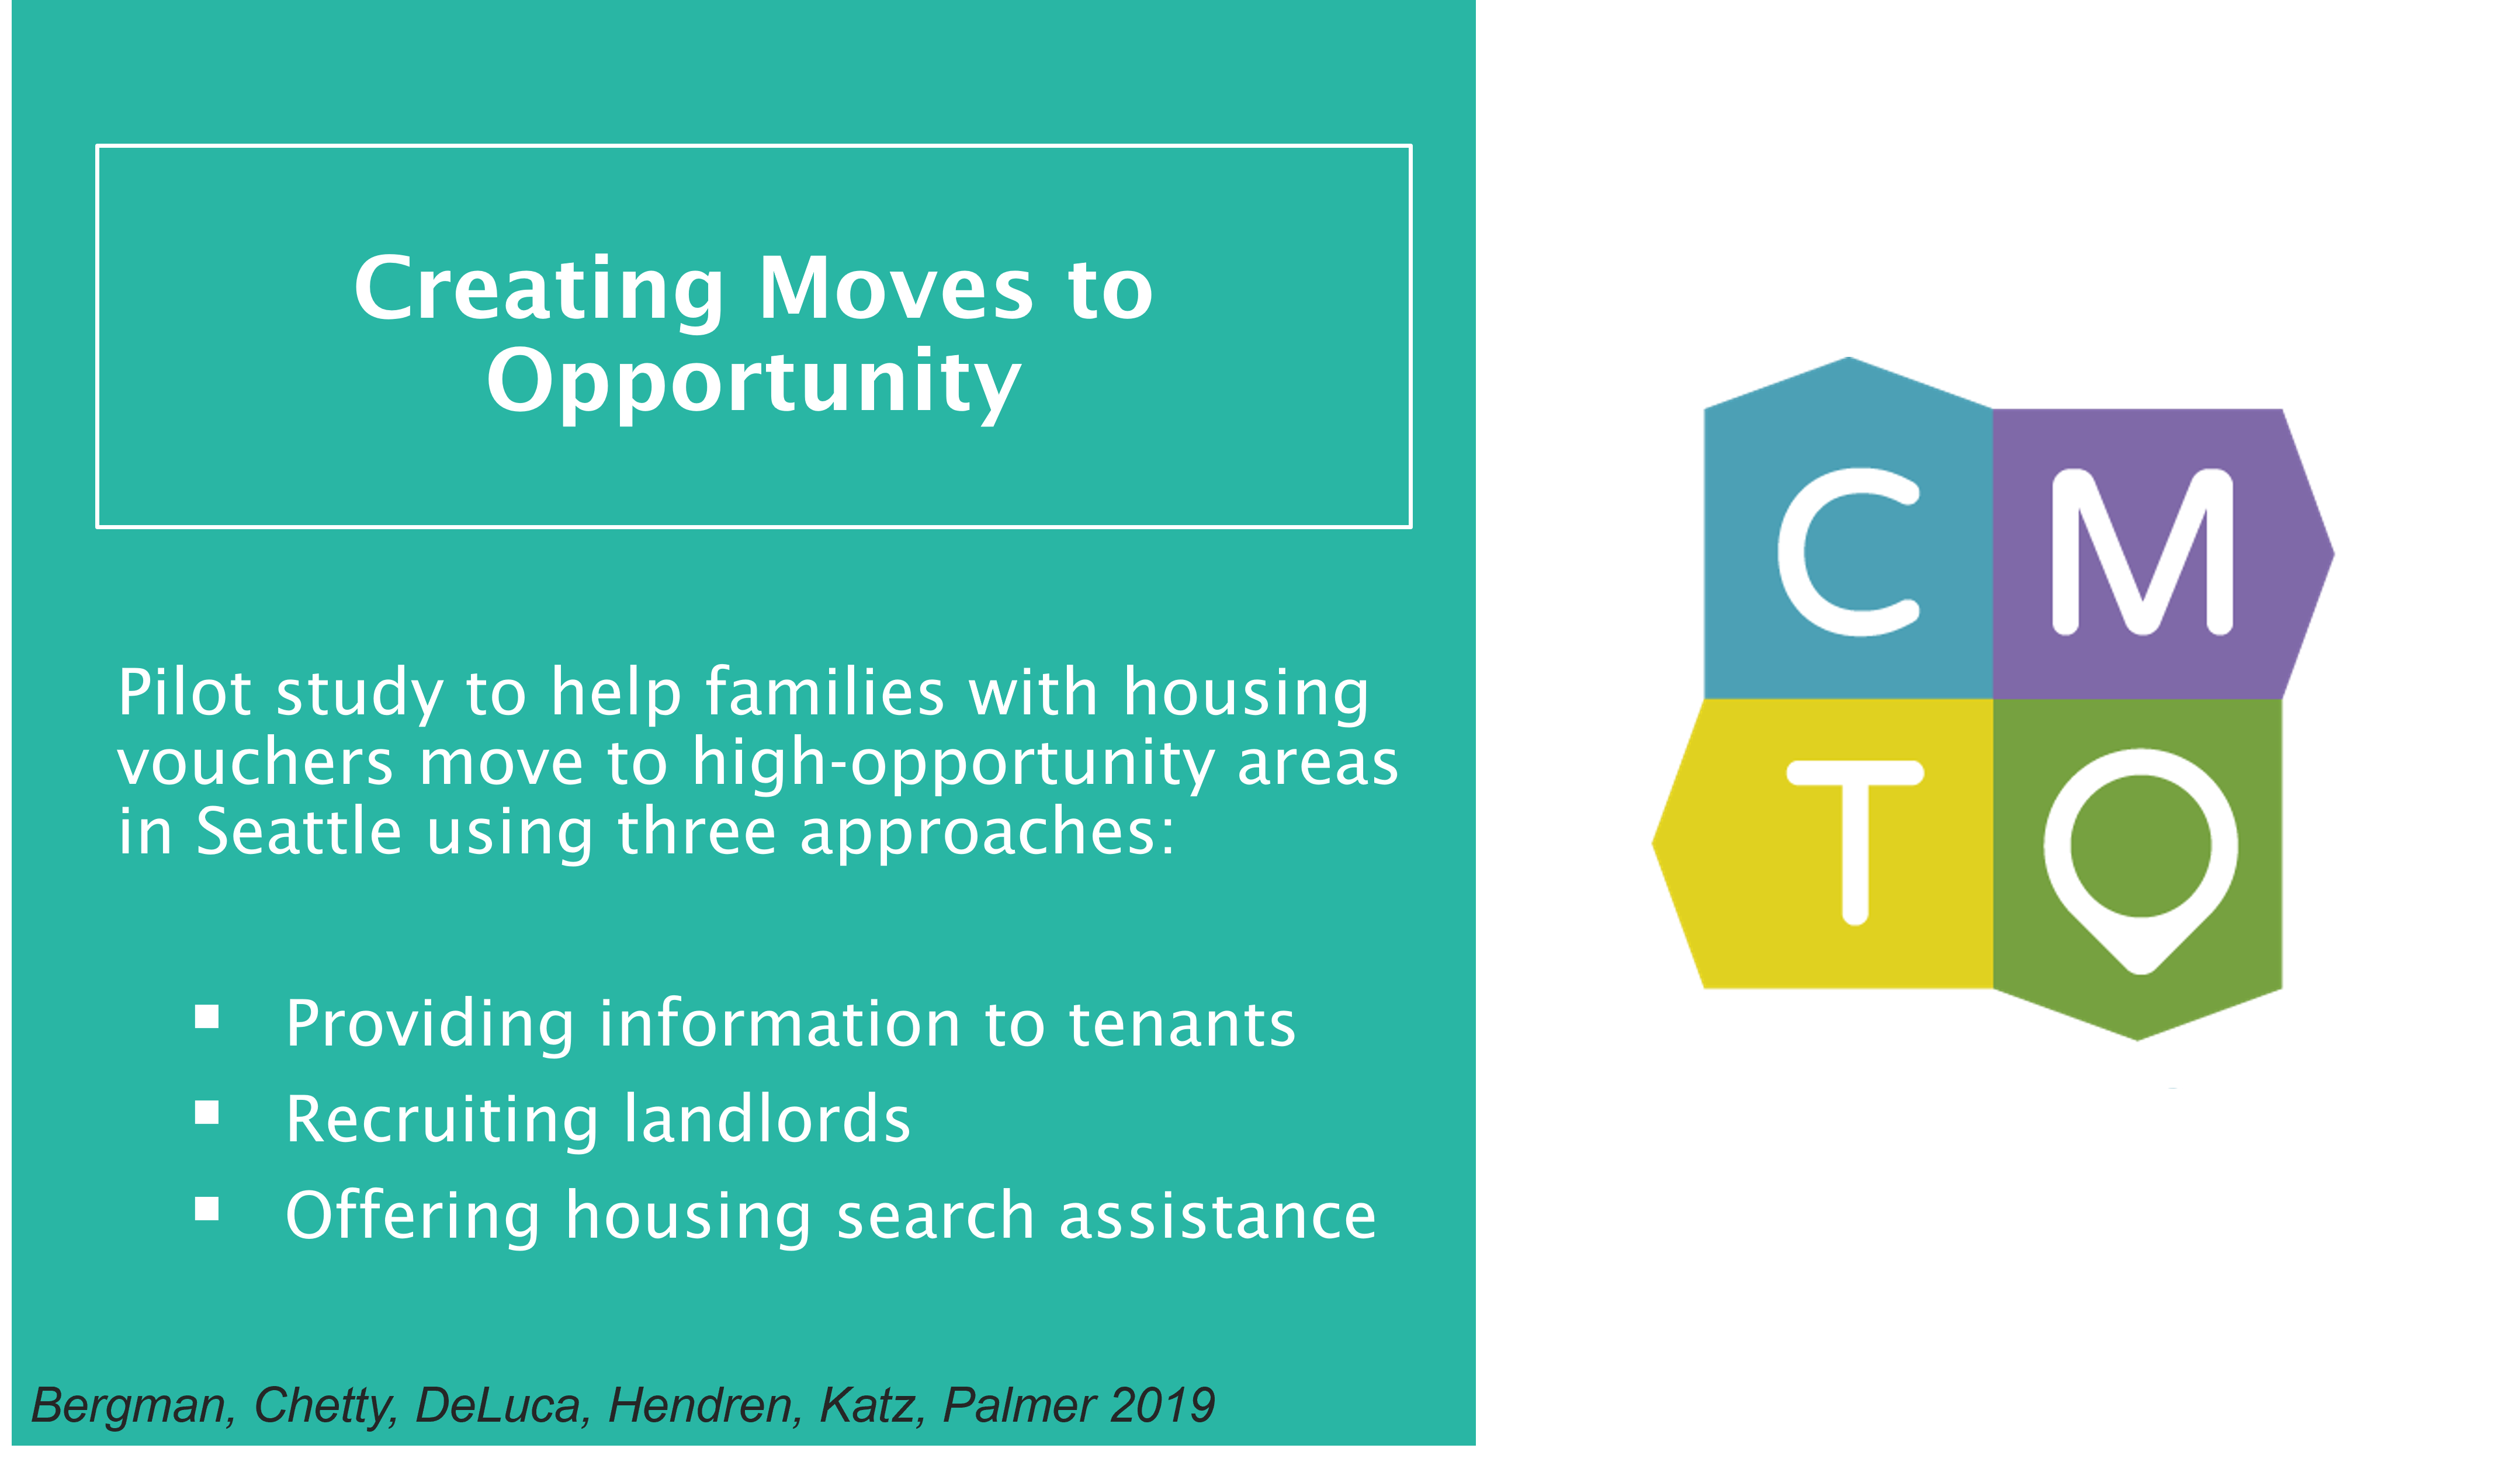 Creating Moves to
Opportunity
Pilot study to help families with housing
vouchers move to high-opportunity areas
in Seattle using three approaches:
▪ Providing information to tenants
▪ Recruiting landlords
▪ Offering housing search assistance
Bergman, Chetty, DeLuca, Hendren, Katz, Palmer 2019
C M
T O